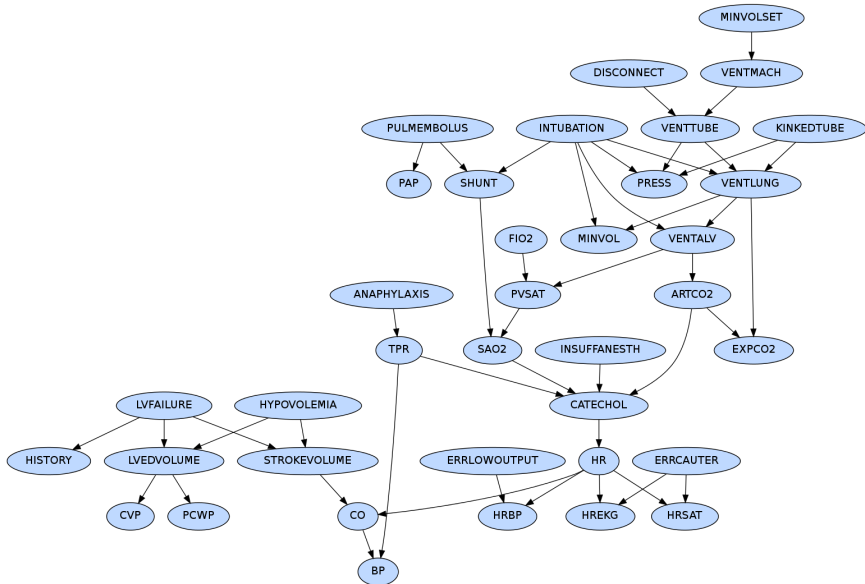 MINVOLSET
DISCONNECT
VENTMACH
PULMEMBOLUS
INTUBATION
VENTTUBE
KINKEDTUBE
PAP
SHUNT
PRESS
VENTLUNG
FIO2
MINVOL
VENTALV
ANAPHYLAXIS
PVSAT
ARTCO2
TPR
SAO2
INSUFFANESTH
EXPCO2
LVFAILURE
HYPOVOLEMIA
CATECHOL
HISTORY
LVEDVOLUME
STROKEVOLUME
ERRLOWOUTPUT
HR
ERRCAUTER
CVP
PCWP
CO
HRBP
HREKG
HRSAT
BP